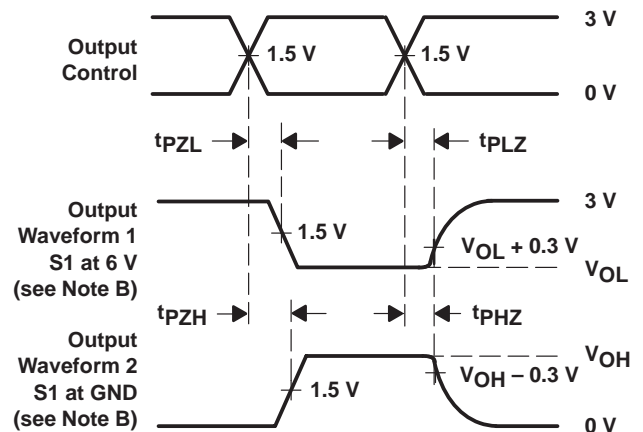 3 V
Output
Control
1.5 V 1.5 V
0 V
tPZL tPLZ
3 V
Output
Waveform 1
S1 at 6 V
(see Note B)
1.5 V
VOL + 0.3 V
VOL
tPZH tPHZ
Output
Waveform 2
S1 at GND
(see Note B)
VOH
1.5 V
VOH – 0.3 V
0 V